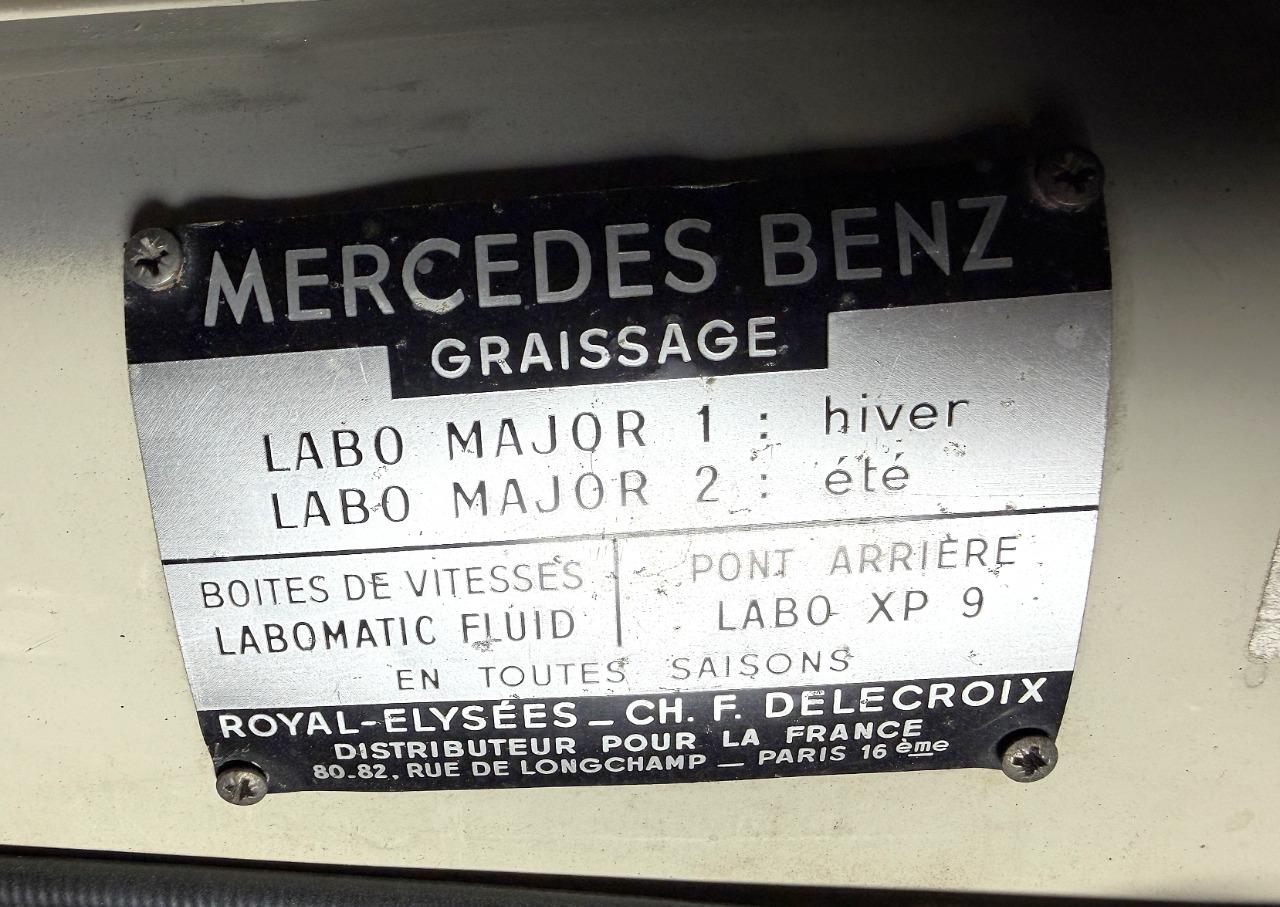 MERCEDES BENZ
GRAISSAGE
LABO MAJOR 1 : hiver
LABO MAJOR 2 : été
BOITES DE VITESSES
LABOMATIC FLUID
PONT ARRIÈRE
LABO XP 9
EN TOUTES SAISONS
ROYAL-ELYSÉES _ CH. F. DELECROIX
DISTRIBUTEUR POUR LA FRANCE
80-82, RUE DE LONGCHAMP — PARIS 16 ème